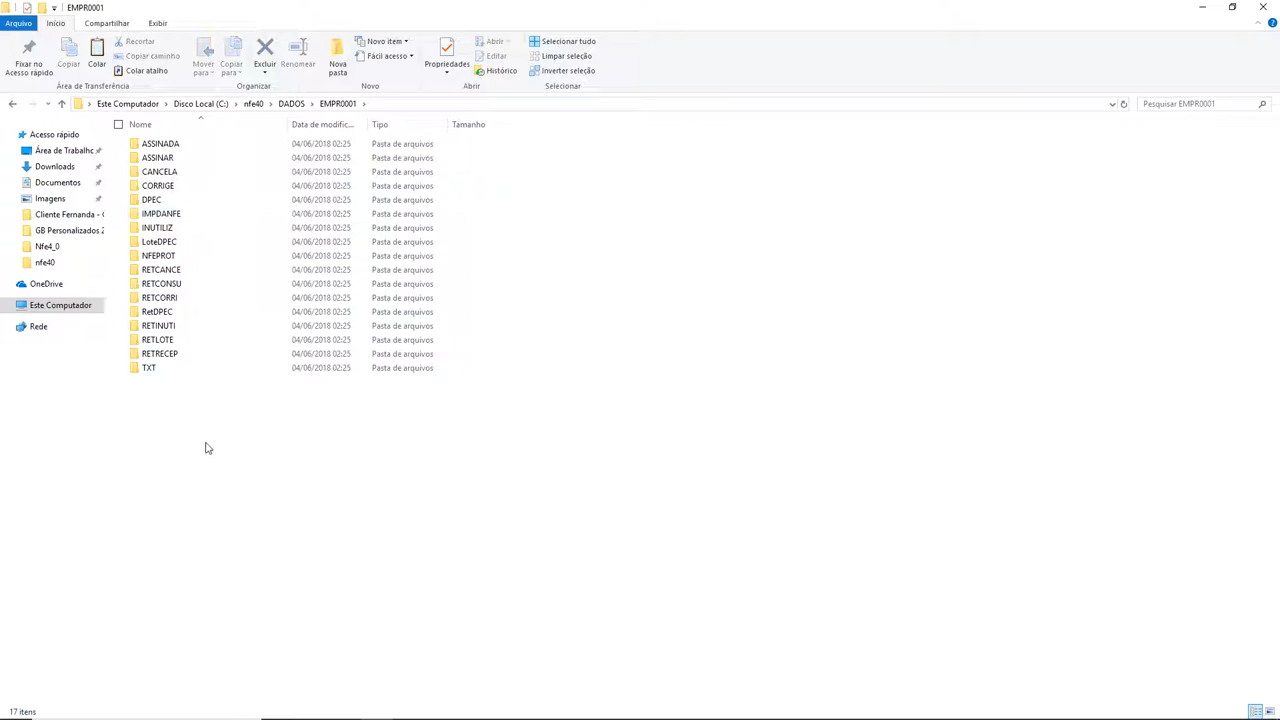 EMPR0001
Arquivo Início Compartilhar Exibir
Fixar no Acesso rápido
Copiar
Colar
Recortar
Copiar caminho
Colar atalho
Mover para
Copiar para
Excluir
Renomear
Nova pasta
Novo item
Fácil acesso
Propriedades
Abrir
Editar
Histórico
Selecionar tudo
Limpar seleção
Inverter seleção
Área de Transferência Organizar Novo Abrir Selecionar
Este Computador Disco Local (C:) nfe40 DADOS EMPR0001
Pesquisar EMPR0001
Acesso rápido
Área de Trabalho
Downloads
Documentos
Imagens
Cliente Fernanda -
GB Personalizados 2
Nfe4_0
nfe40
OneDrive
Este Computador
Rede
Nome Data de modific... Tipo Tamanho
ASSINADA 04/06/2018 02:25 Pasta de arquivos
ASSINAR 04/06/2018 02:25 Pasta de arquivos
CANCELA 04/06/2018 02:25 Pasta de arquivos
CORRIGE 04/06/2018 02:25 Pasta de arquivos
DPEC 04/06/2018 02:25 Pasta de arquivos
IMPDANFE 04/06/2018 02:25 Pasta de arquivos
INUTILIZ 04/06/2018 02:25 Pasta de arquivos
LoteDPEC 04/06/2018 02:25 Pasta de arquivos
NFEPROT 04/06/2018 02:25 Pasta de arquivos
RETCANCE 04/06/2018 02:25 Pasta de arquivos
RETCONSU 04/06/2018 02:25 Pasta de arquivos
RETCORRI 04/06/2018 02:25 Pasta de arquivos
RetDPEC 04/06/2018 02:25 Pasta de arquivos
RETINUTI 04/06/2018 02:25 Pasta de arquivos
RETLOTE 04/06/2018 02:25 Pasta de arquivos
RETRECEP 04/06/2018 02:25 Pasta de arquivos
TXT 04/06/2018 02:25 Pasta de arquivos
17 itens